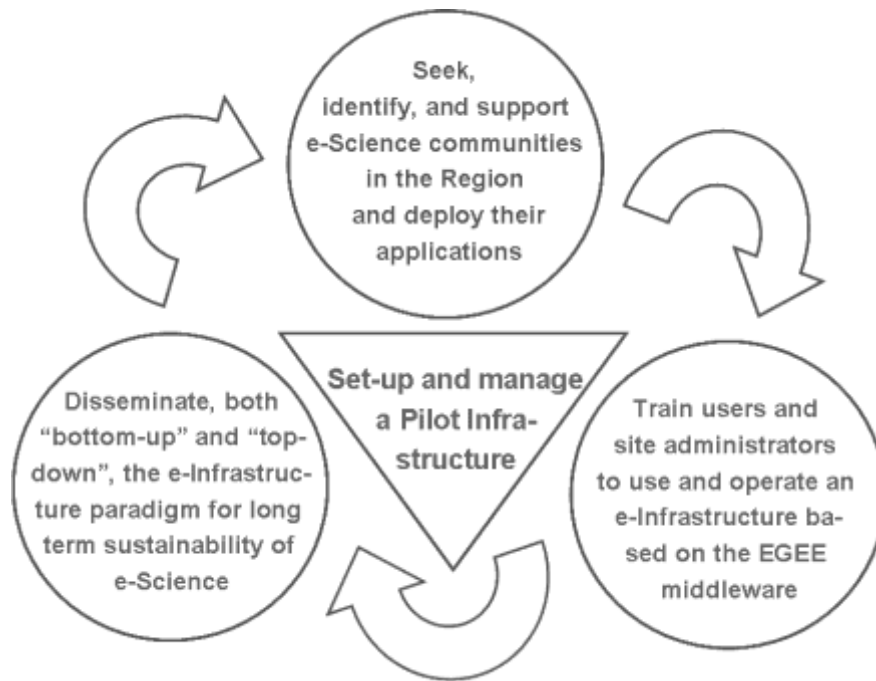 Seek,
identify, and support
e-Science communities
in the Region
and deploy their
applications
Set-up and manage
a Pilot Infra-
structure
Disseminate, both
“bottom-up” and “top-
down”, the e-Infrastruc-
ture paradigm for long
term sustainability of
e-Science
Train users and
site administrators
to use and operate an
e-Infrastructure ba-
sed on the EGEE
middleware